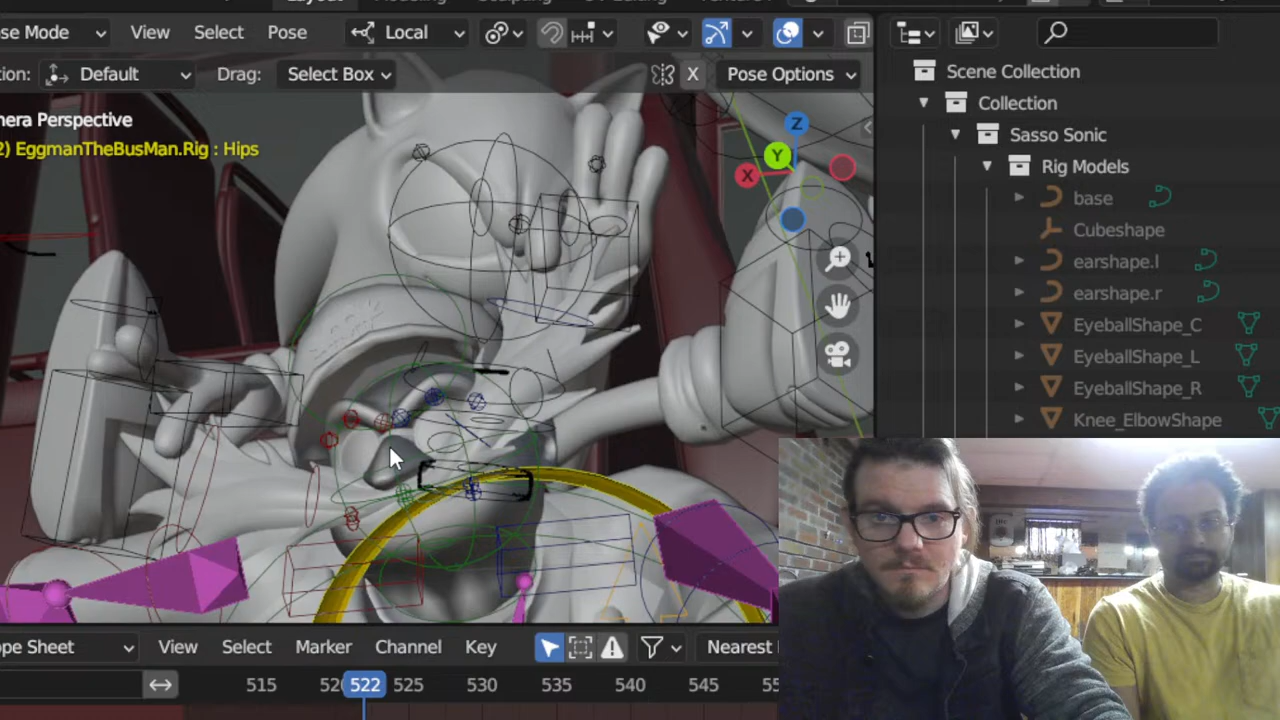 se Mode View Select Pose Local
ion: Default Drag: Select Box X Pose Options
nera Perspective
2) EggmanTheBusMan.Rig : Hips
Z
Y
X
Scene Collection
Collection
Sasso Sonic
Rig Models
base
Cubeshape
earshape.l
earshape.r
EyeballShape_C
EyeballShape_L
EyeballShape_R
Knee_ElbowShape
ope Sheet View Select Marker Channel Key Nearest
515 520 522 525 530 535 540 545 55